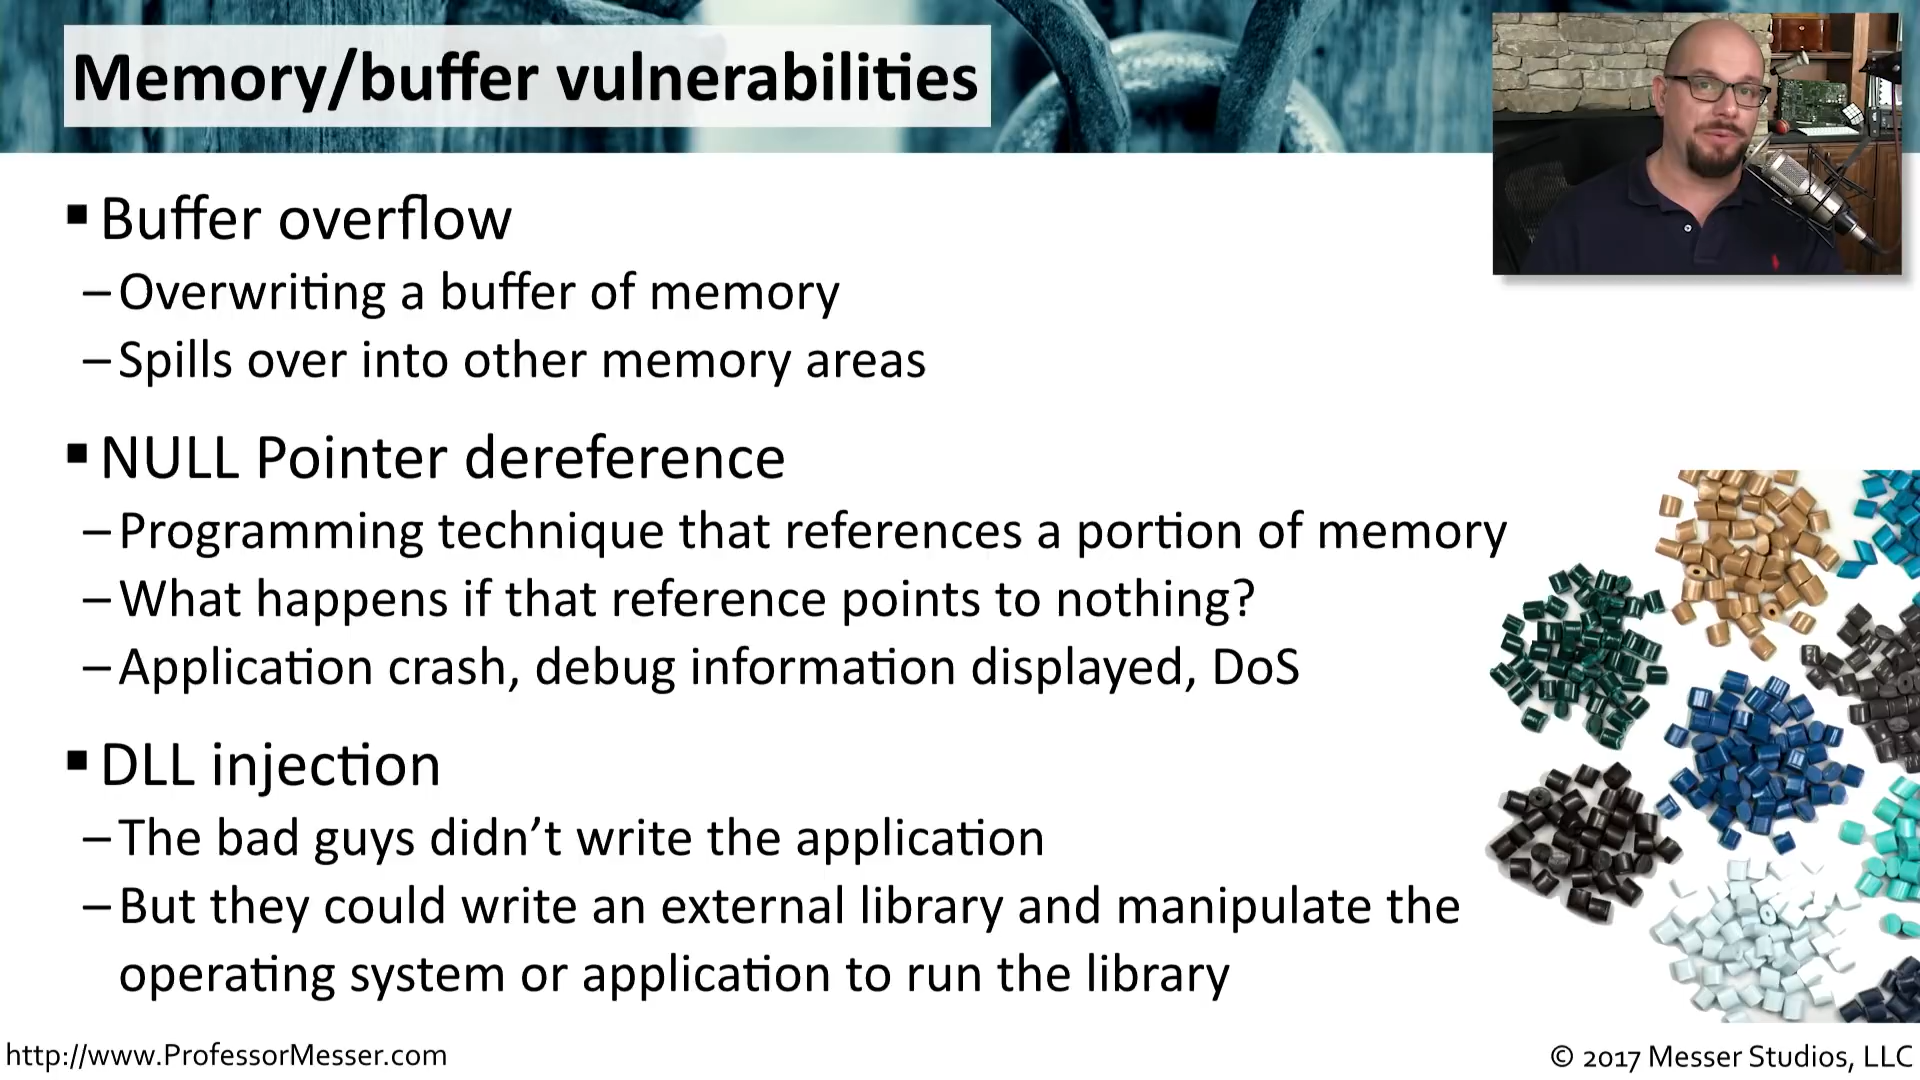 Memory/buffer vulnerabilities
▪ Buffer overflow
– Overwriting a buffer of memory
– Spills over into other memory areas
▪ NULL Pointer dereference
– Programming technique that references a portion of memory
– What happens if that reference points to nothing?
– Application crash, debug information displayed, DoS
▪ DLL injection
– The bad guys didn’t write the application
– But they could write an external library and manipulate the
operating system or application to run the library
http://www.ProfessorMesser.com
© 2017 Messer Studios, LLC